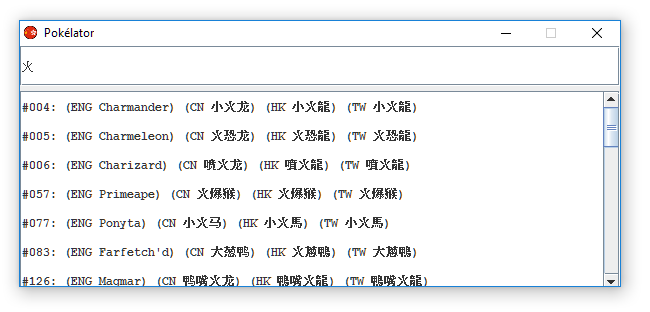 Pokélator
火
#004: (ENG Charmander) (CN 小火龙) (HK 小火龍) (TW 小火龍)
#005: (ENG Charmeleon) (CN 火恐龙) (HK 火恐龍) (TW 火恐龍)
#006: (ENG Charizard) (CN 喷火龙) (HK 噴火龍) (TW 噴火龍)
#057: (ENG Primeape) (CN 火爆猴) (HK 火爆猴) (TW 火爆猴)
#077: (ENG Ponyta) (CN 小火马) (HK 小火馬) (TW 小火馬)
#083: (ENG Farfetch'd) (CN 大葱鸭) (HK 火蔥鴨) (TW 大蔥鴨)
#126: (ENG Magmar) (CN 鸭嘴火龙) (HK 鴨嘴火龍) (TW 鴨嘴火龍)